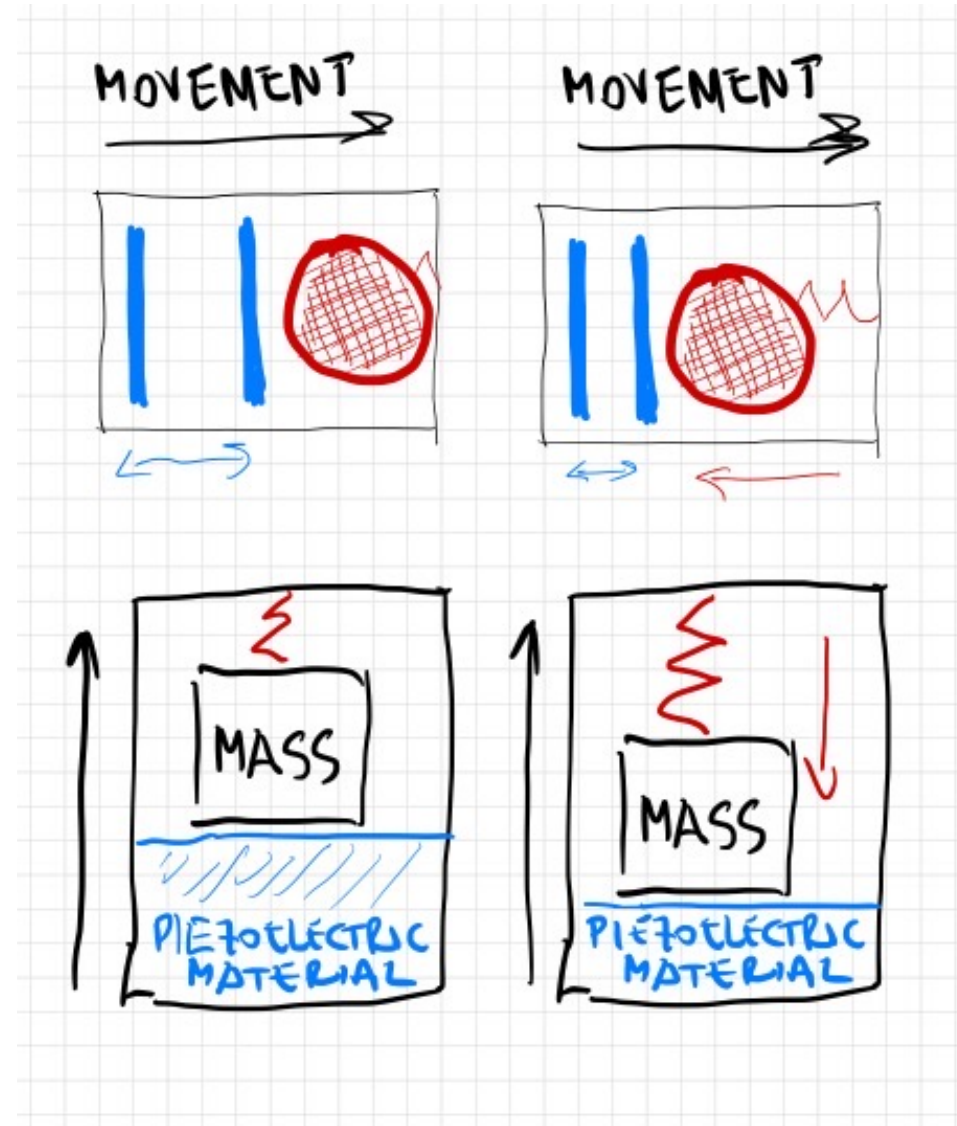 MOVEMENT
MOVEMENT
MASS
PIEZOELECTRIC
MATERIAL
MASS
PIEZOELECTRIC
MATERIAL